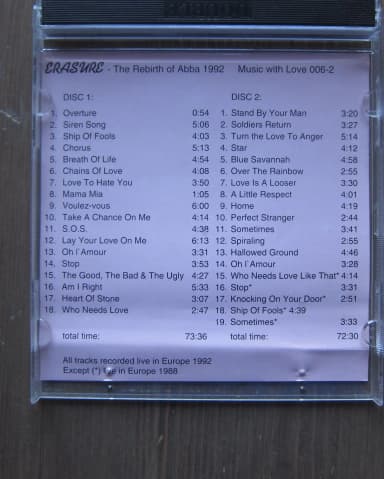 ERASURE - The Rebirth of Abba 1992 Music with Love 006-2
DISC 1:
1. Overture 0:54
2. Siren Song 5:06
3. Ship Of Fools 4:03
4. Chorus 5:13
5. Breath Of Life 4:54
6. Chains Of Love 4:08
7. Love To Hate You 3:50
8. Mama Mia 1:05
9. Voulez-vous 6:00
10. Take A Chance On Me 4:14
11. S.O.S. 4:38
12. Lay Your Love On Me 6:13
13. Oh l'Amour 3:31
14. Stop 3:53
15. The Good, The Bad & The Ugly 4:27
16. Am I Right 5:33
17. Heart Of Stone 3:07
18. Who Needs Love 2:47
total time: 73:36
DISC 2:
1. Stand By Your Man 3:20
2. Soldiers Return 3:27
3. Turn the Love To Anger 5:14
4. Star 4:12
5. Blue Savannah 4:58
6. Over The Rainbow 2:55
7. Love Is A Looser 3:30
8. A Little Respect 4:01
9. Home 4:19
10. Perfect Stranger 2:44
11. Sometimes 3:41
12. Spiraling 2:55
13. Hallowed Ground 4:46
14. Oh l'Amour 3:28
15. Who Needs Love Like That* 4:14
16. Stop* 3:31
17. Knocking On Your Door* 2:51
18. Ship Of Fools* 4:39
19. Sometimes* 3:33
total time: 72:30
All tracks recorded live in Europe 1992
Except (*) live in Europe 1988